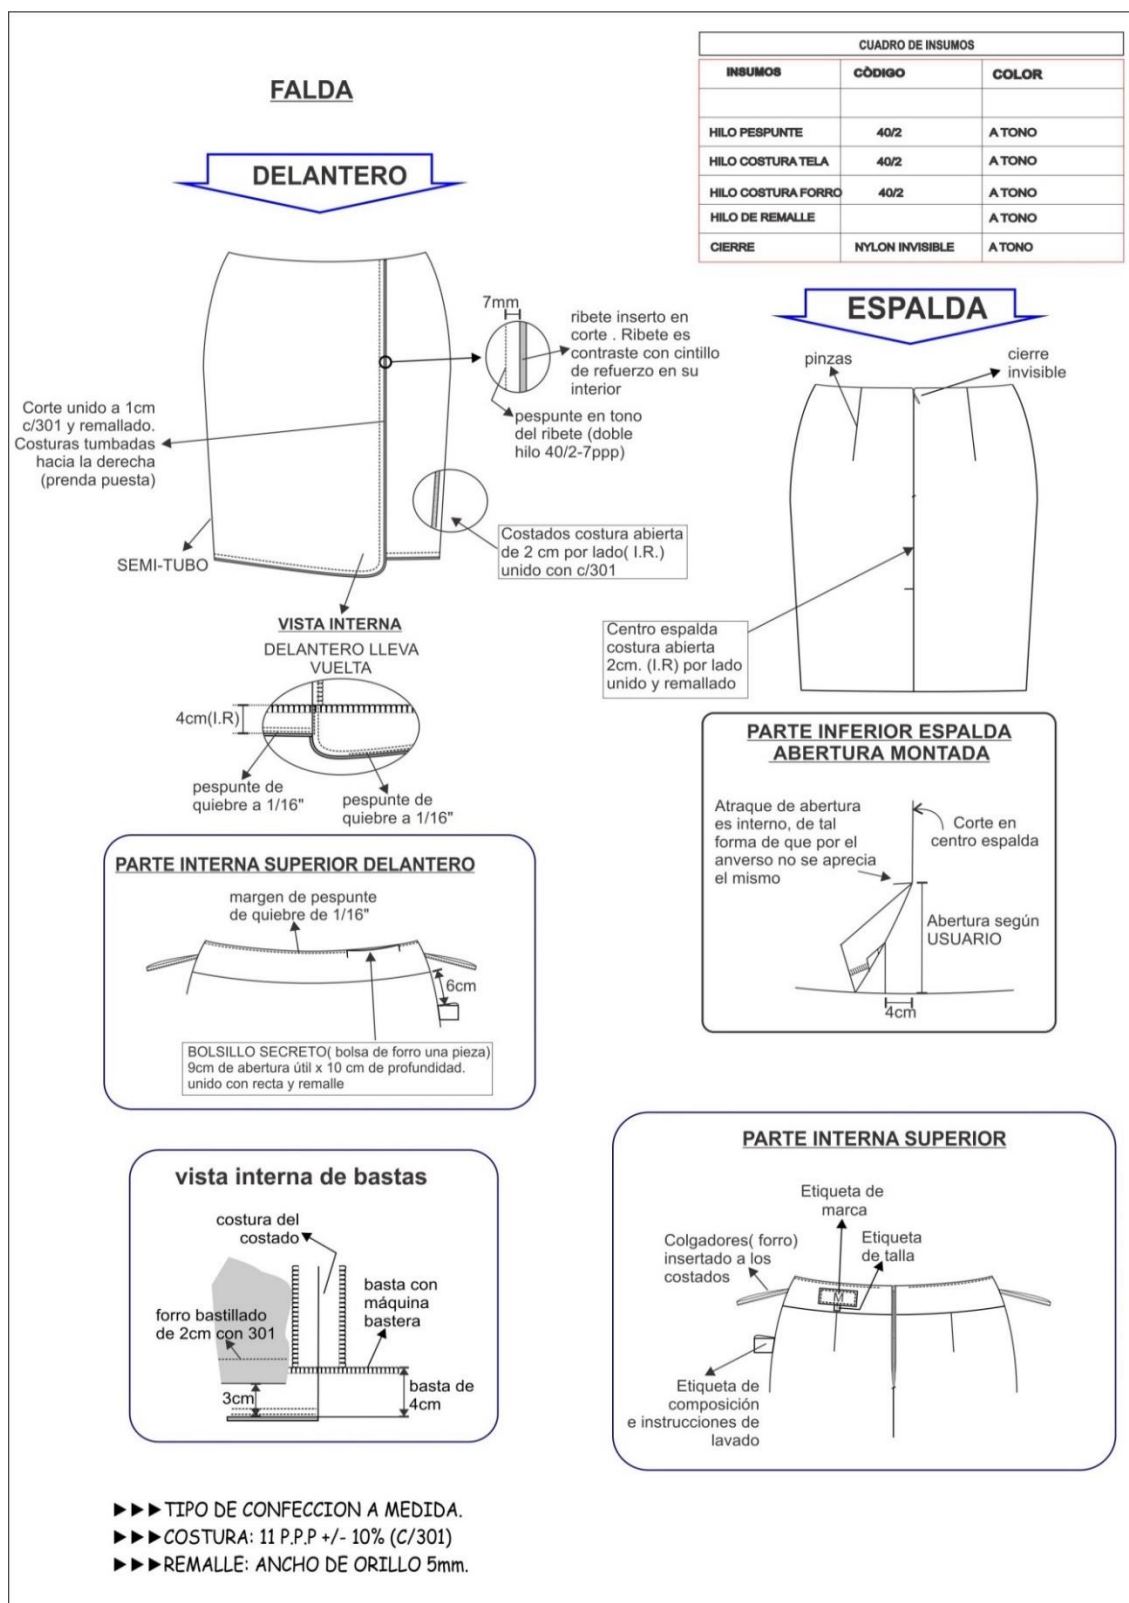 FALDA
CUADRO DE INSUMOS
INSUMOS CÒDIGO COLOR
HILO PESPUNTE 40/2 A TONO
HILO COSTURA TELA 40/2 A TONO
HILO COSTURA FORRO 40/2 A TONO
HILO DE REMALLE A TONO
CIERRE NYLON INVISIBLE A TONO
DELANTERO
7mm
ribete inserto en
corte . Ribete es
contraste con cintillo
de refuerzo en su
interior
pespunte en tono
del ribete (doble
hilo 40/2-7ppp)
Corte unido a 1cm
c/301 y remallado.
Costuras tumbadas
hacia la derecha
(prenda puesta)
SEMI-TUBO
Costados costura abierta
de 2 cm por lado( I.R.)
unido con c/301
VISTA INTERNA
DELANTERO LLEVA
VUELTA
4cm(I.R)
pespunte de
quiebre a 1/16"
pespunte de
quiebre a 1/16"
ESPALDA
pinzas
cierre
invisible
Centro espalda
costura abierta
2cm. (I.R) por lado
unido y remallado
PARTE INFERIOR ESPALDA
ABERTURA MONTADA
Atraque de abertura
es interno, de tal
forma de que por el
anverso no se aprecia
el mismo
Corte en
centro espalda
Abertura según
USUARIO
4cm
PARTE INTERNA SUPERIOR DELANTERO
margen de pespunte
de quiebre de 1/16"
6cm
BOLSILLO SECRETO( bolsa de forro una pieza)
9cm de abertura útil x 10 cm de profundidad.
unido con recta y remalle
vista interna de bastas
costura del
costado
forro bastillado
de 2cm con 301
basta con
máquina
bastera
3cm
basta de
4cm
PARTE INTERNA SUPERIOR
Etiqueta de
marca
Colgadores( forro)
insertado a los
costados
Etiqueta
de talla
M
Etiqueta de
composición
e instrucciones de
lavado
►►►TIPO DE CONFECCION A MEDIDA.
►►►COSTURA: 11 P.P.P +/- 10% (C/301)
►►►REMALLE: ANCHO DE ORILLO 5mm.